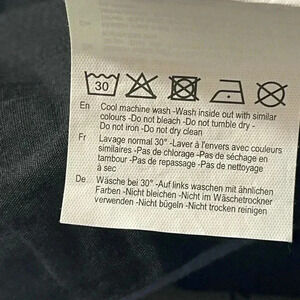 30
En Cool machine wash -Wash inside out with similar
colours -Do not bleach -Do not tumble dry
Do not iron -Do not dry clean
Fr Lavage normal 30° -Laver à l'envers avec couleurs
similaires -Pas de chlorage -Pas de séchage en
tambour -Pas de repassage -Pas de nettoyage
à sec
De Wäsche bei 30° -Auf links waschen mit ähnlichen
Farben -Nicht bleichen -Nicht im Wäschetrockner
verwenden -Nicht bügeln -Nicht trocken reinigen